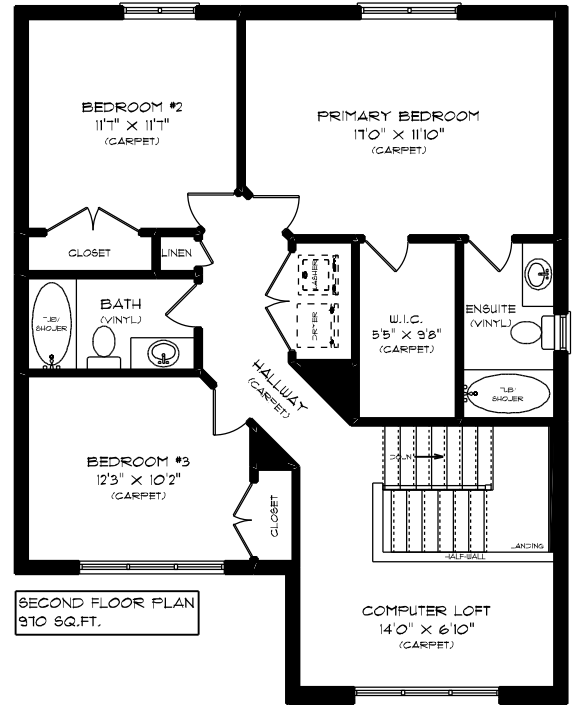 BEDROOM #2
11'7" X 11'7"
(CARPET)
PRIMARY BEDROOM
17'0" X 11'10"
(CARPET)
CLOSET
LINEN
WASHER
DRYER
BATH
(VINYL)
TUB/
SHOWER
W.I.C.
5'5" X 9'8"
(CARPET)
ENSUITE
(VINYL)
TUB/
SHOWER
HALLWAY
(CARPET)
BEDROOM #3
12'3" X 10'2"
(CARPET)
CLOSET
DOWN
LANDING
HALF-WALL
COMPUTER LOFT
14'0" X 6'10"
(CARPET)
SECOND FLOOR PLAN
970 SQ.FT.